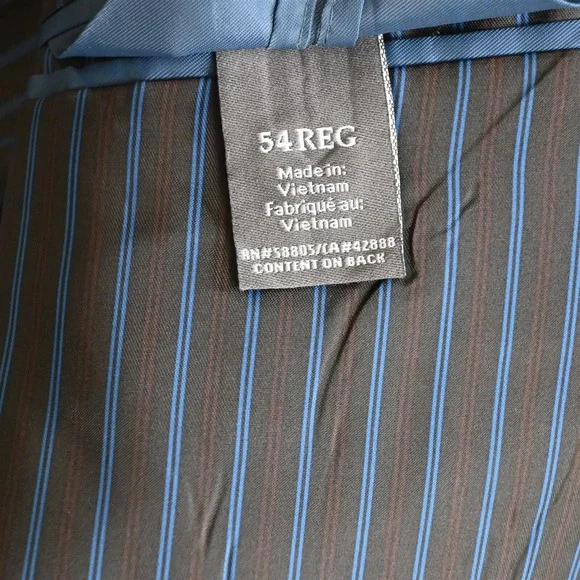 54REG
Made in:
Vietnam
Fabriqué au:
Vietnam
RN#58805/CA#42888
CONTENT ON BACK